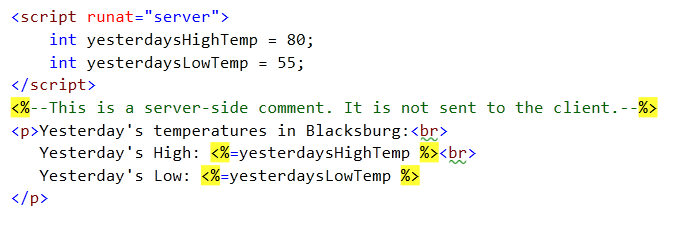 <script runat="server">
    int yesterdaysHighTemp = 80;
    int yesterdaysLowTemp = 55;
</script>
<%--This is a server-side comment. It is not sent to the client.--%>
<p>Yesterday's temperatures in Blacksburg:<br>
   Yesterday's High: <%=yesterdaysHighTemp %><br>
   Yesterday's Low: <%=yesterdaysLowTemp %>
</p>